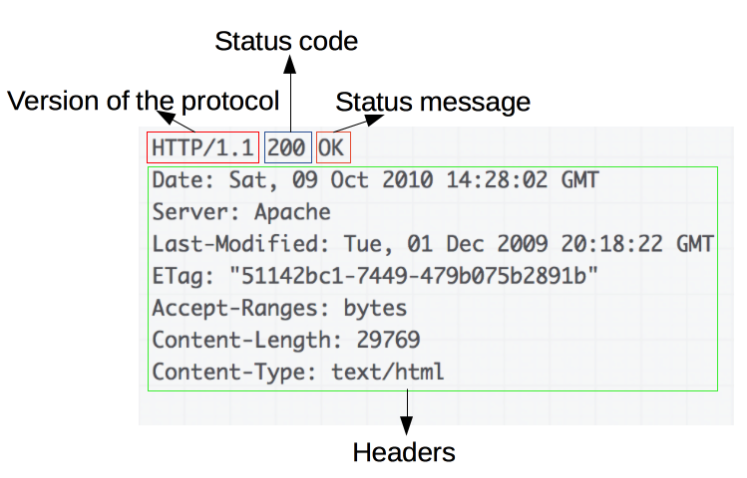 Status code
Version of the protocol
Status message
HTTP/1.1 200 OK
Date: Sat, 09 Oct 2010 14:28:02 GMT
Server: Apache
Last-Modified: Tue, 01 Dec 2009 20:18:22 GMT
ETag: "51142bc1-7449-479b075b2891b"
Accept-Ranges: bytes
Content-Length: 29769
Content-Type: text/html
Headers